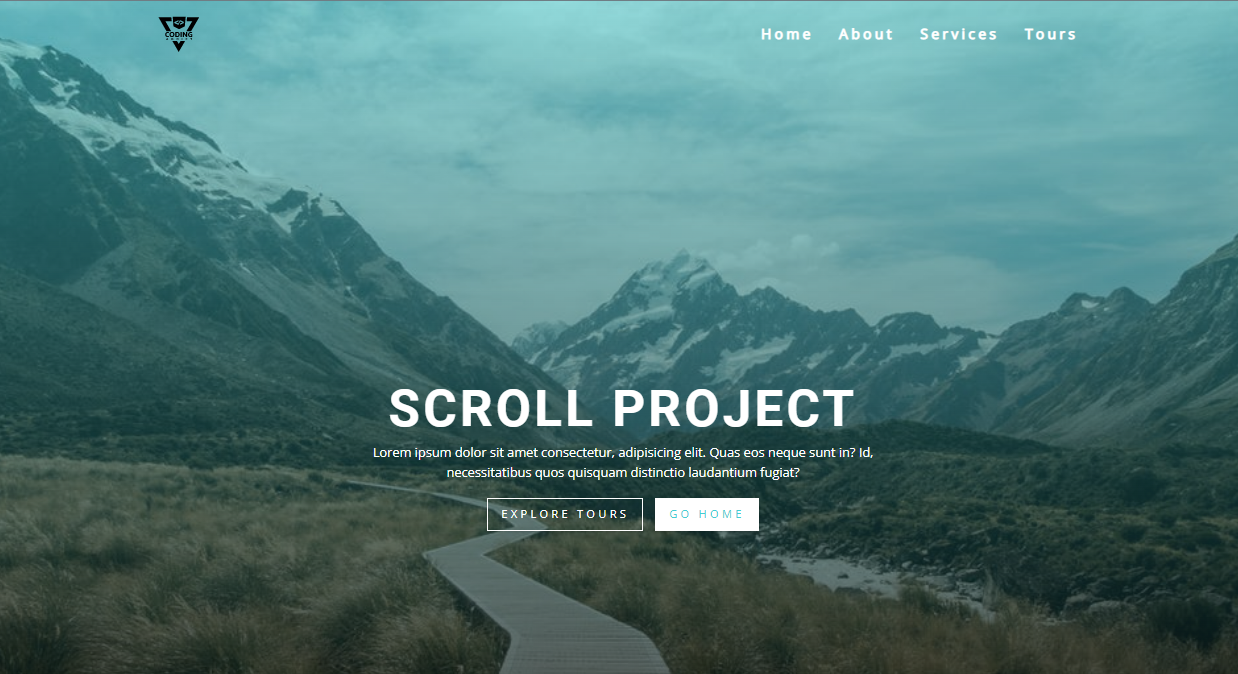 CODING
Home About Services Tours
SCROLL PROJECT
Lorem ipsum dolor sit amet consectetur, adipisicing elit. Quas eos neque sunt in? Id,
necessitatibus quos quisquam distinctio laudantium fugiat?
EXPLORE TOURS GO HOME